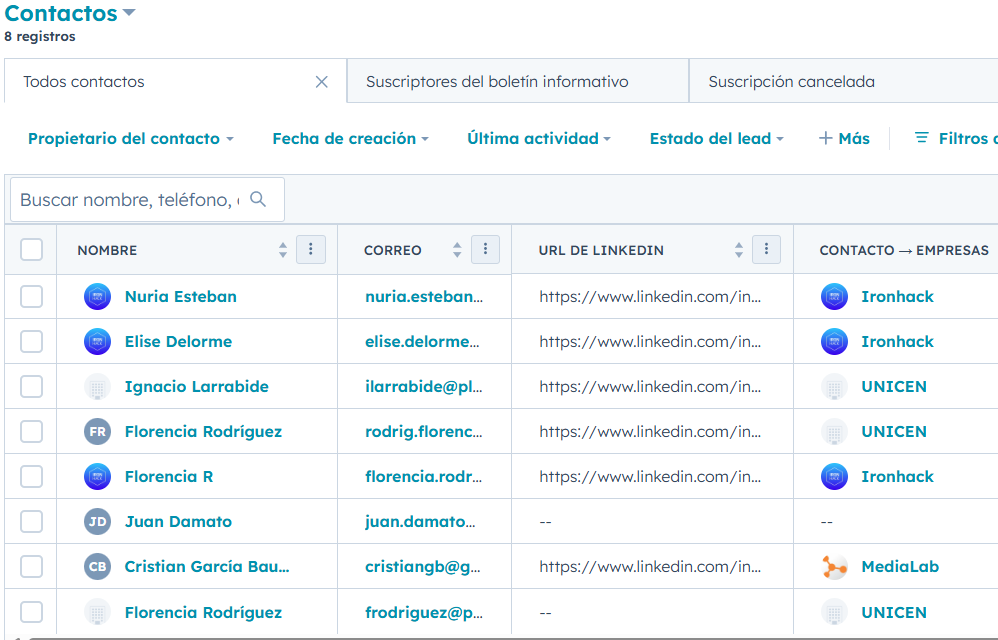 Contactos
8 registros
Todos contactos Suscriptores del boletín informativo Suscripción cancelada
Propietario del contacto Fecha de creación Última actividad Estado del lead + Más Filtros
Buscar nombre, teléfono,
NOMBRE CORREO URL DE LINKEDIN CONTACTO → EMPRESAS
Nuria Esteban nuria.esteban... https://www.linkedin.com/in... Ironhack
Elise Delorme elise.delorme... https://www.linkedin.com/in... Ironhack
Ignacio Larrabide ilarrabide@pl... https://www.linkedin.com/in... UNICEN
FR Florencia Rodríguez rodrig.florenc... https://www.linkedin.com/in... UNICEN
Florencia R florencia.rodr... https://www.linkedin.com/in... Ironhack
JD Juan Damato juan.damato... -- --
CB Cristian García Bau... cristiangb@g... https://www.linkedin.com/in... MediaLab
Florencia Rodríguez frodriguez@p... -- UNICEN